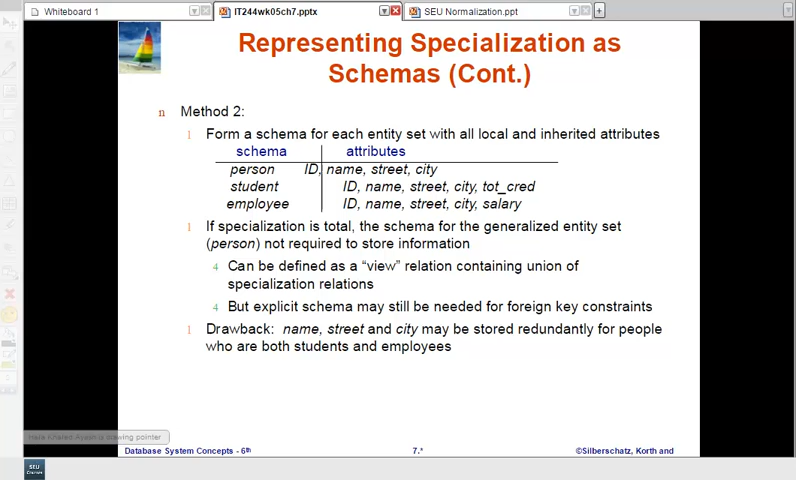 Whiteboard 1
IT244wk05ch7.pptx
SEU Normalization.ppt
Representing Specialization as
Schemas (Cont.)
n Method 2:
l Form a schema for each entity set with all local and inherited attributes
schema attributes
person ID, name, street, city
student ID, name, street, city, tot_cred
employee ID, name, street, city, salary
l If specialization is total, the schema for the generalized entity set
(person) not required to store information
4 Can be defined as a “view” relation containing union of
specialization relations
4 But explicit schema may still be needed for foreign key constraints
l Drawback: name, street and city may be stored redundantly for people
who are both students and employees
Database System Concepts - 6th
7.*
©Silberschatz, Korth and
SEU